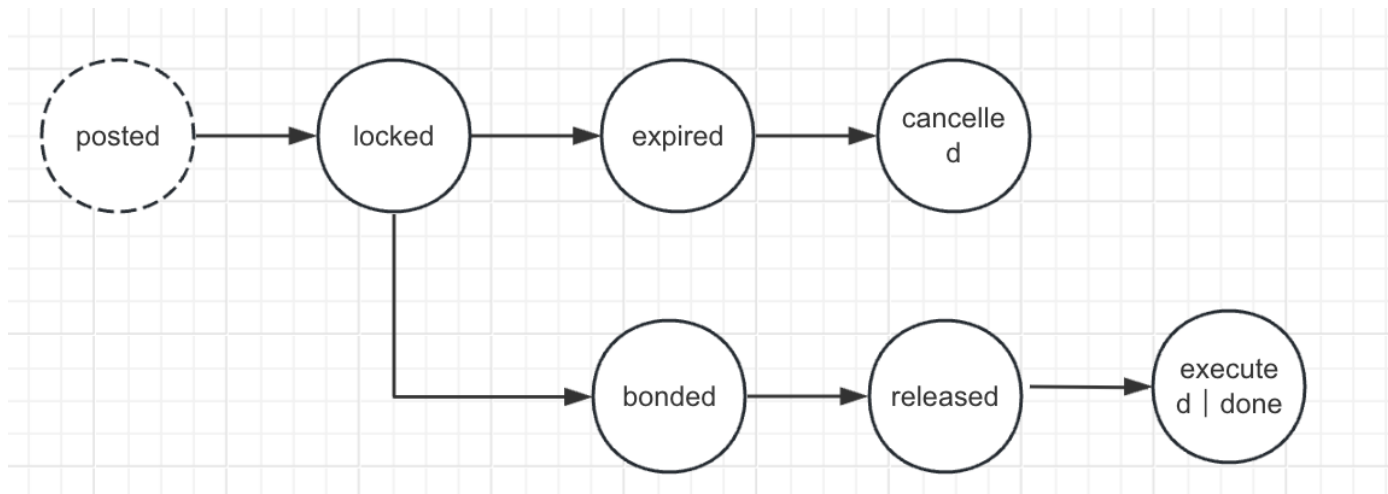 posted
locked
expired
cancelle
d
bonded
released
execute
d | done